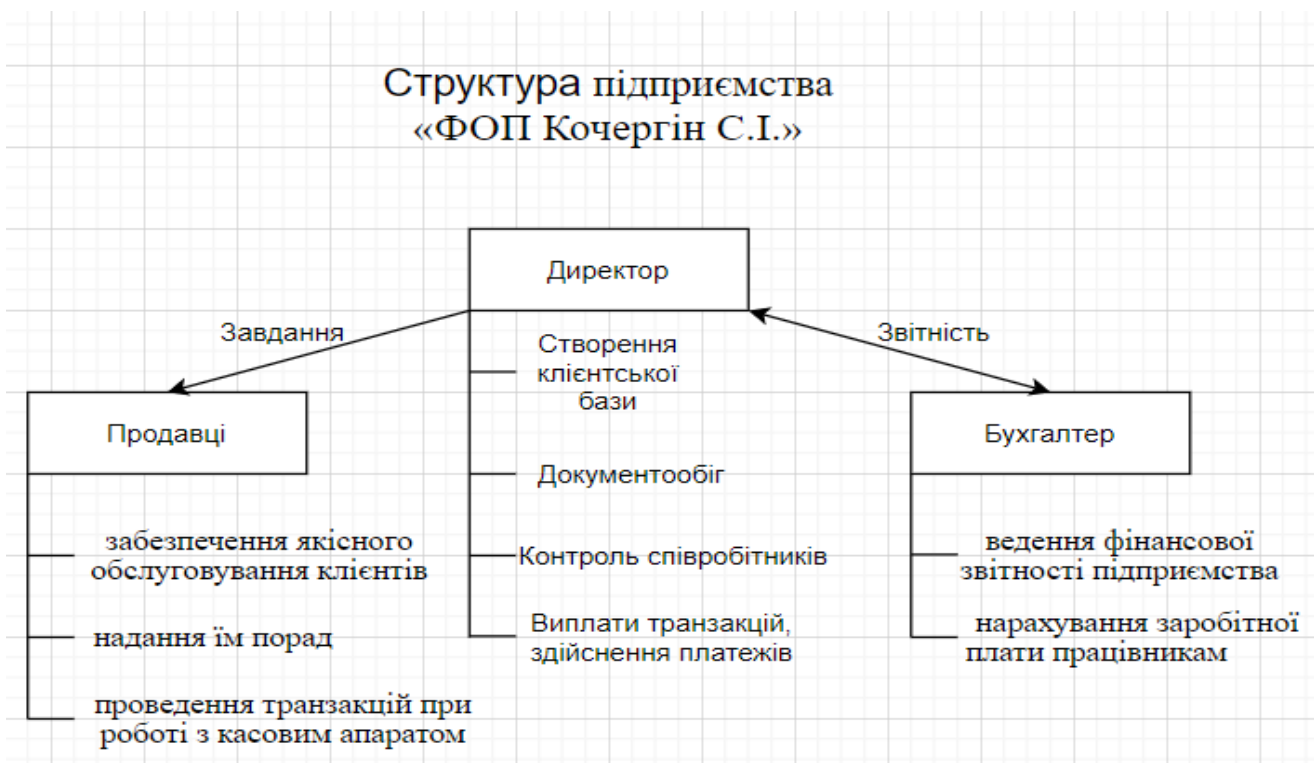 Структура підприємства
«ФОП Кочергін С.І.»
Директор
Завдання
Звітність
Створення
клієнтської
бази
Документообіг
Контроль співробітників
Виплати транзакцій,
здійснення платежів
Продавці
забезпечення якісного
обслуговування клієнтів
надання їм порад
проведення транзакцій при
роботі з касовим апаратом
Бухгалтер
ведення фінансової
звітності підприємства
нарахування заробітної
плати працівникам